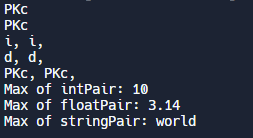 PKc
PKc
i, i,
d, d,
PKc, PKc,
Max of intPair: 10
Max of floatPair: 3.14
Max of stringPair: world